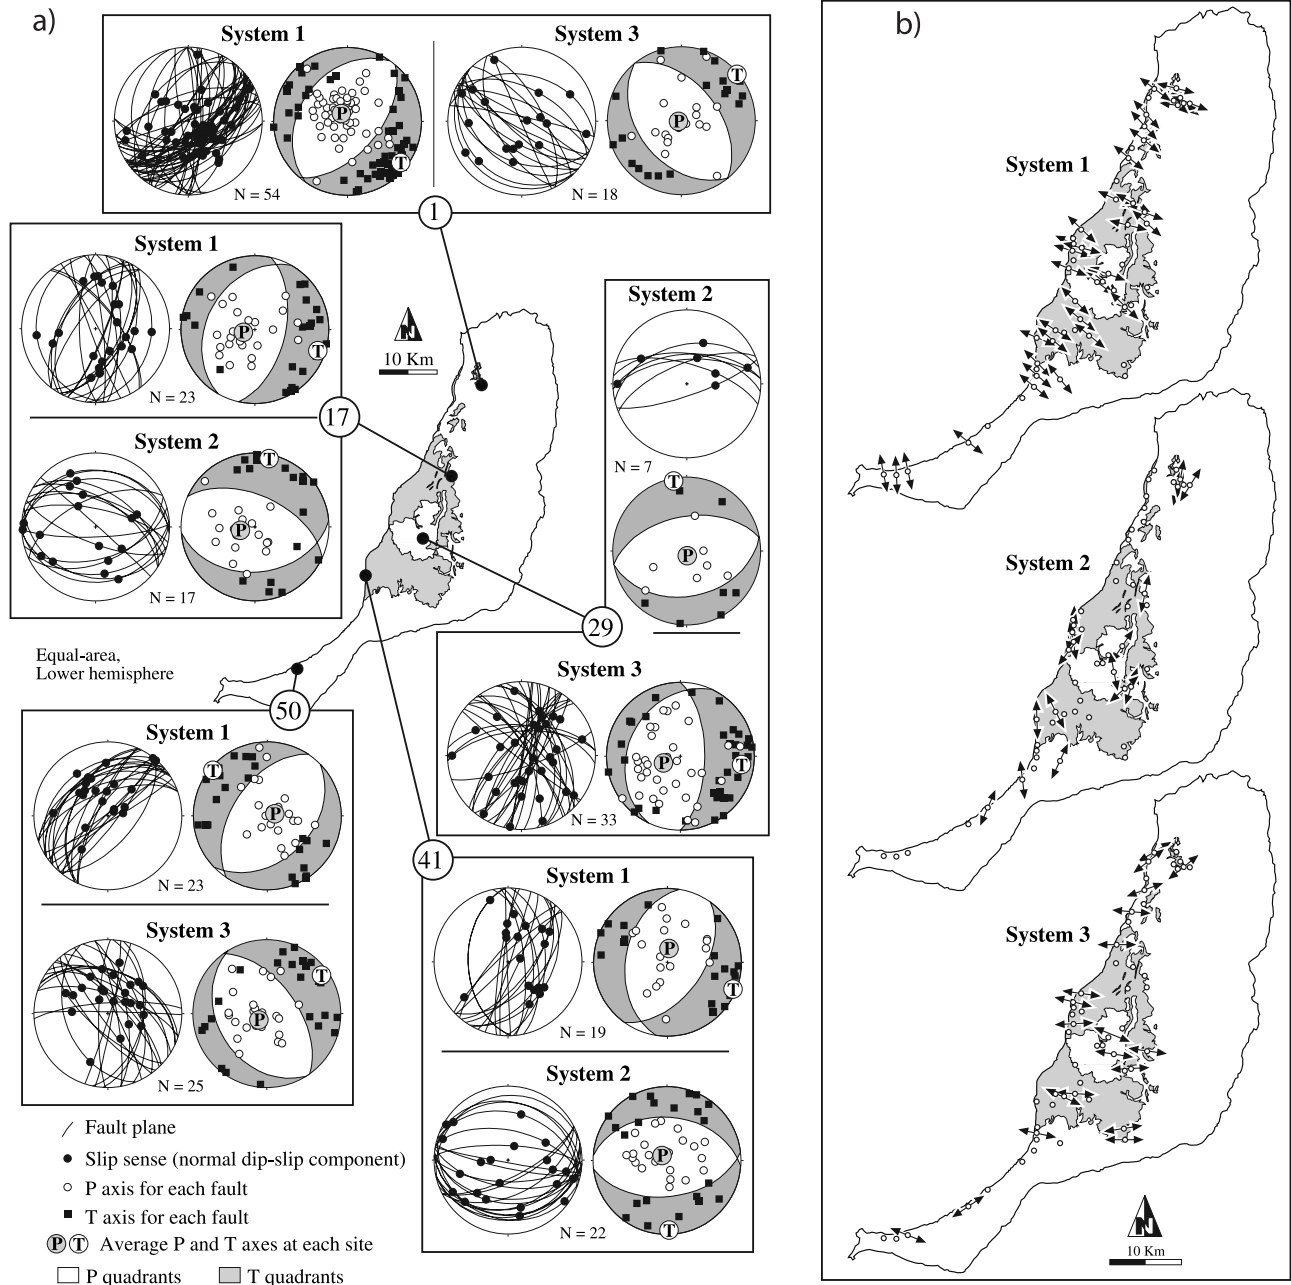 a)
System 1
System 3
N = 54
N = 18
P
T
P
T
1
System 1
N = 23
P
T
17
System 2
N = 17
P
T
N
10 Km
System 2
N = 7
T
P
29
System 3
N = 33
P
T
Equal-area,
Lower hemisphere
50
System 1
N = 23
T
P
System 3
N = 25
T
P
41
System 1
N = 19
P
T
System 2
N = 22
P
T
Fault plane
Slip sense (normal dip-slip component)
P axis for each fault
T axis for each fault
P T Average P and T axes at each site
P quadrants T quadrants
b)
System 1
System 2
System 3
N
10 Km